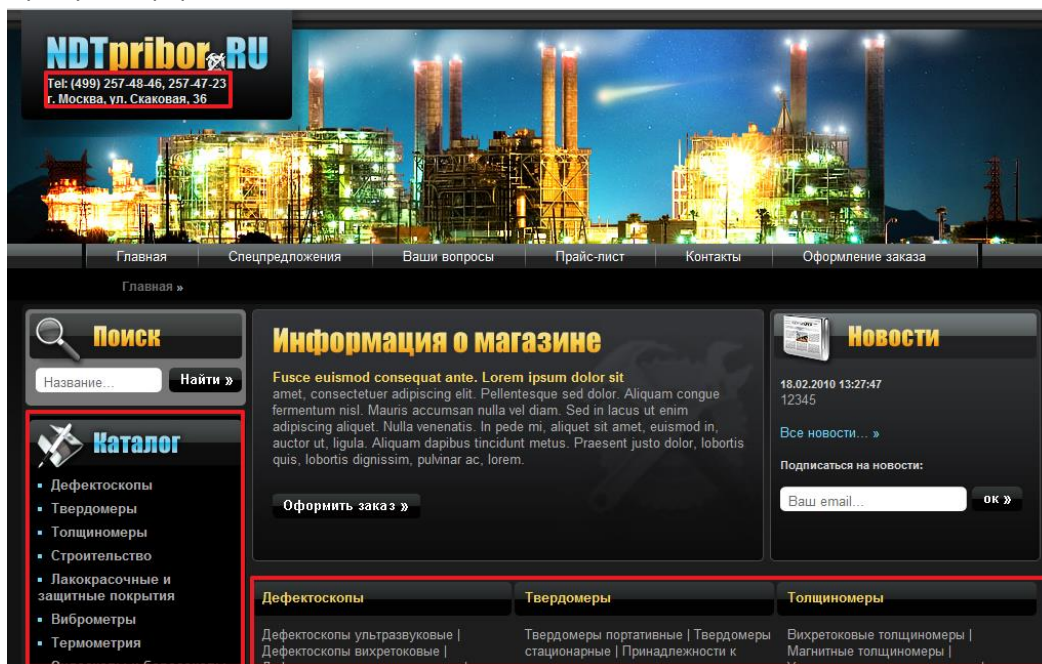 NDTpribor.RU
Tel: (499) 257-48-46, 257-47-23
г. Москва, ул. Скаковая, 36
Главная Спецпредложения Ваши вопросы Прайс-лист Контакты Оформление заказа
Главная »
Поиск
Название...
Найти »
Каталог
Дефектоскопы
Твердомеры
Толщиномеры
Строительство
Лакокрасочные и
защитные покрытия
Виброметры
Термометрия
Информация о магазине
Fusce euismod consequat ante. Lorem ipsum dolor sit
amet, consectetuer adipiscing elit. Pellentesque sed dolor. Aliquam congue
fermentum nisl. Mauris accumsan nulla vel diam. Sed in lacus ut enim
adipiscing aliquet. Nulla venenatis. In pede mi, aliquet sit amet, euismod in,
auctor ut, ligula. Aliquam dapibus tincidunt metus. Praesent justo dolor, lobortis
quis, lobortis dignissim, pulvinar ac, lorem.
Оформить заказ »
Новости
18.02.2010 13:27:47
12345
Все новости... »
Подписаться на новости:
Ваш email...
ок »
Дефектоскопы
Дефектоскопы ультразвуковые |
Дефектоскопы вихретоковые |
Твердомеры
Твердомеры портативные | Твердомеры
стационарные | Принадлежности к
Толщиномеры
Вихретоковые толщиномеры |
Магнитные толщиномеры |